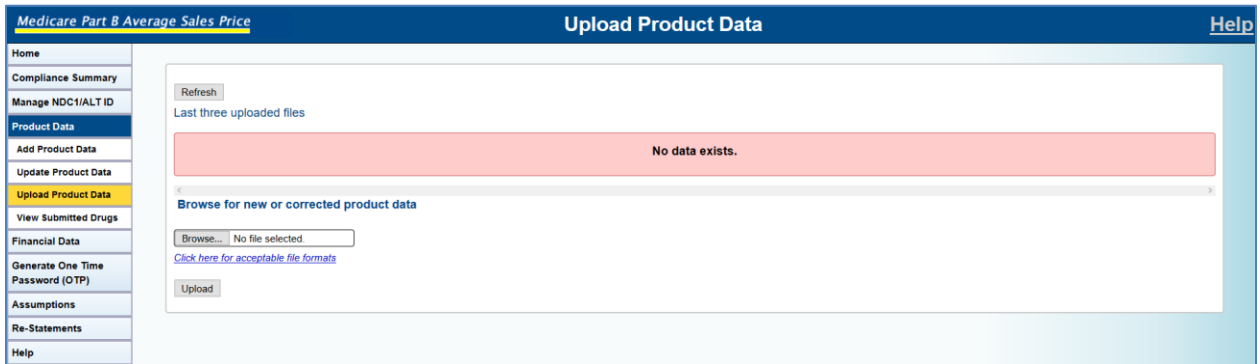 Medicare Part B Average Sales Price
Upload Product Data
Help
Home
Compliance Summary
Manage NDC1/ALT ID
Product Data
Add Product Data
Update Product Data
Upload Product Data
View Submitted Drugs
Financial Data
Generate One Time
Password (OTP)
Assumptions
Re-Statements
Help
Refresh
Last three uploaded files
No data exists.
Browse for new or corrected product data
Browse... No file selected.
Click here for acceptable file formats
Upload